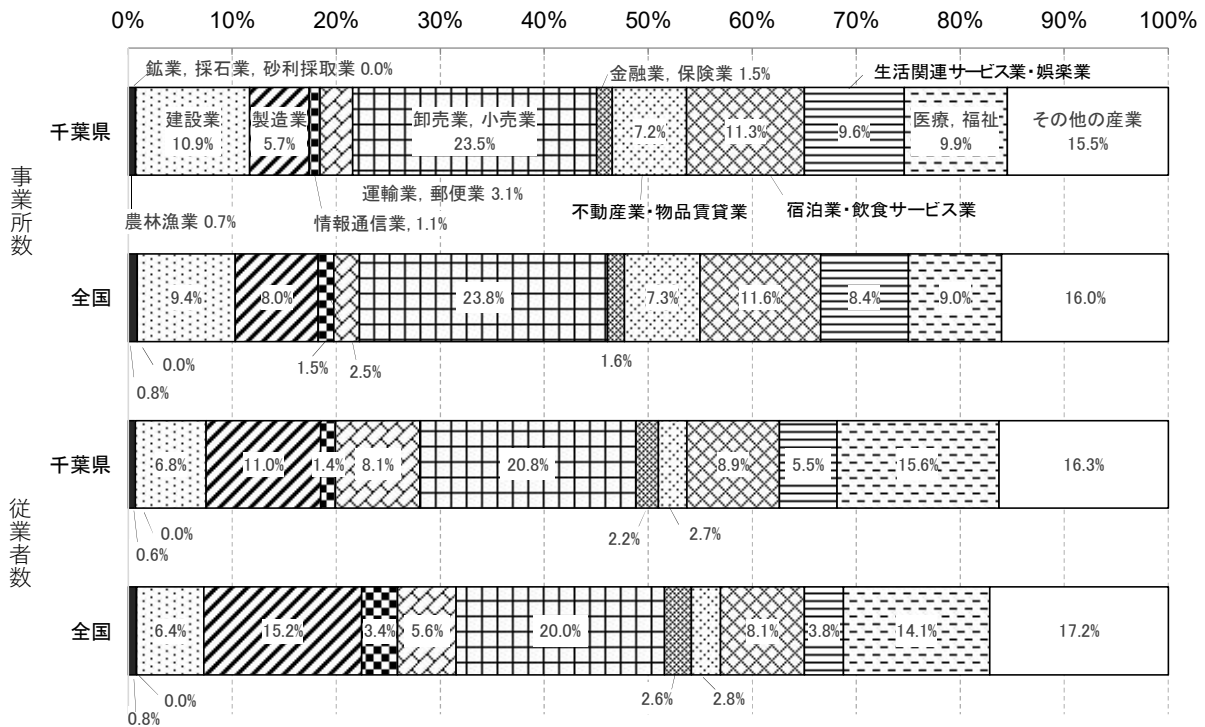 0% 10% 20% 30% 40% 50% 60% 70% 80% 90% 100%
鉱業, 採石業, 砂利採取業 0.0%
金融業, 保険業 1.5%
生活関連サービス業・娯楽業
事業所数
千葉県
建設業 製造業 卸売業, 小売業 医療, 福祉 その他の産業
10.9% 5.7% 23.5% 7.2% 11.3% 9.6% 9.9% 15.5%
運輸業, 郵便業 3.1%
農林漁業 0.7%
情報通信業, 1.1%
不動産業・物品賃貸業
宿泊業・飲食サービス業
全国
9.4% 8.0% 23.8% 7.3% 11.6% 8.4% 9.0% 16.0%
0.0% 1.5% 2.5% 1.6%
0.8%
従業者数
千葉県
6.8% 11.0% 1.4% 8.1% 20.8% 8.9% 5.5% 15.6% 16.3%
0.0% 2.2% 2.7%
0.6%
全国
6.4% 15.2% 3.4% 5.6% 20.0% 8.1% 3.8% 14.1% 17.2%
0.0% 2.6% 2.8%
0.8%